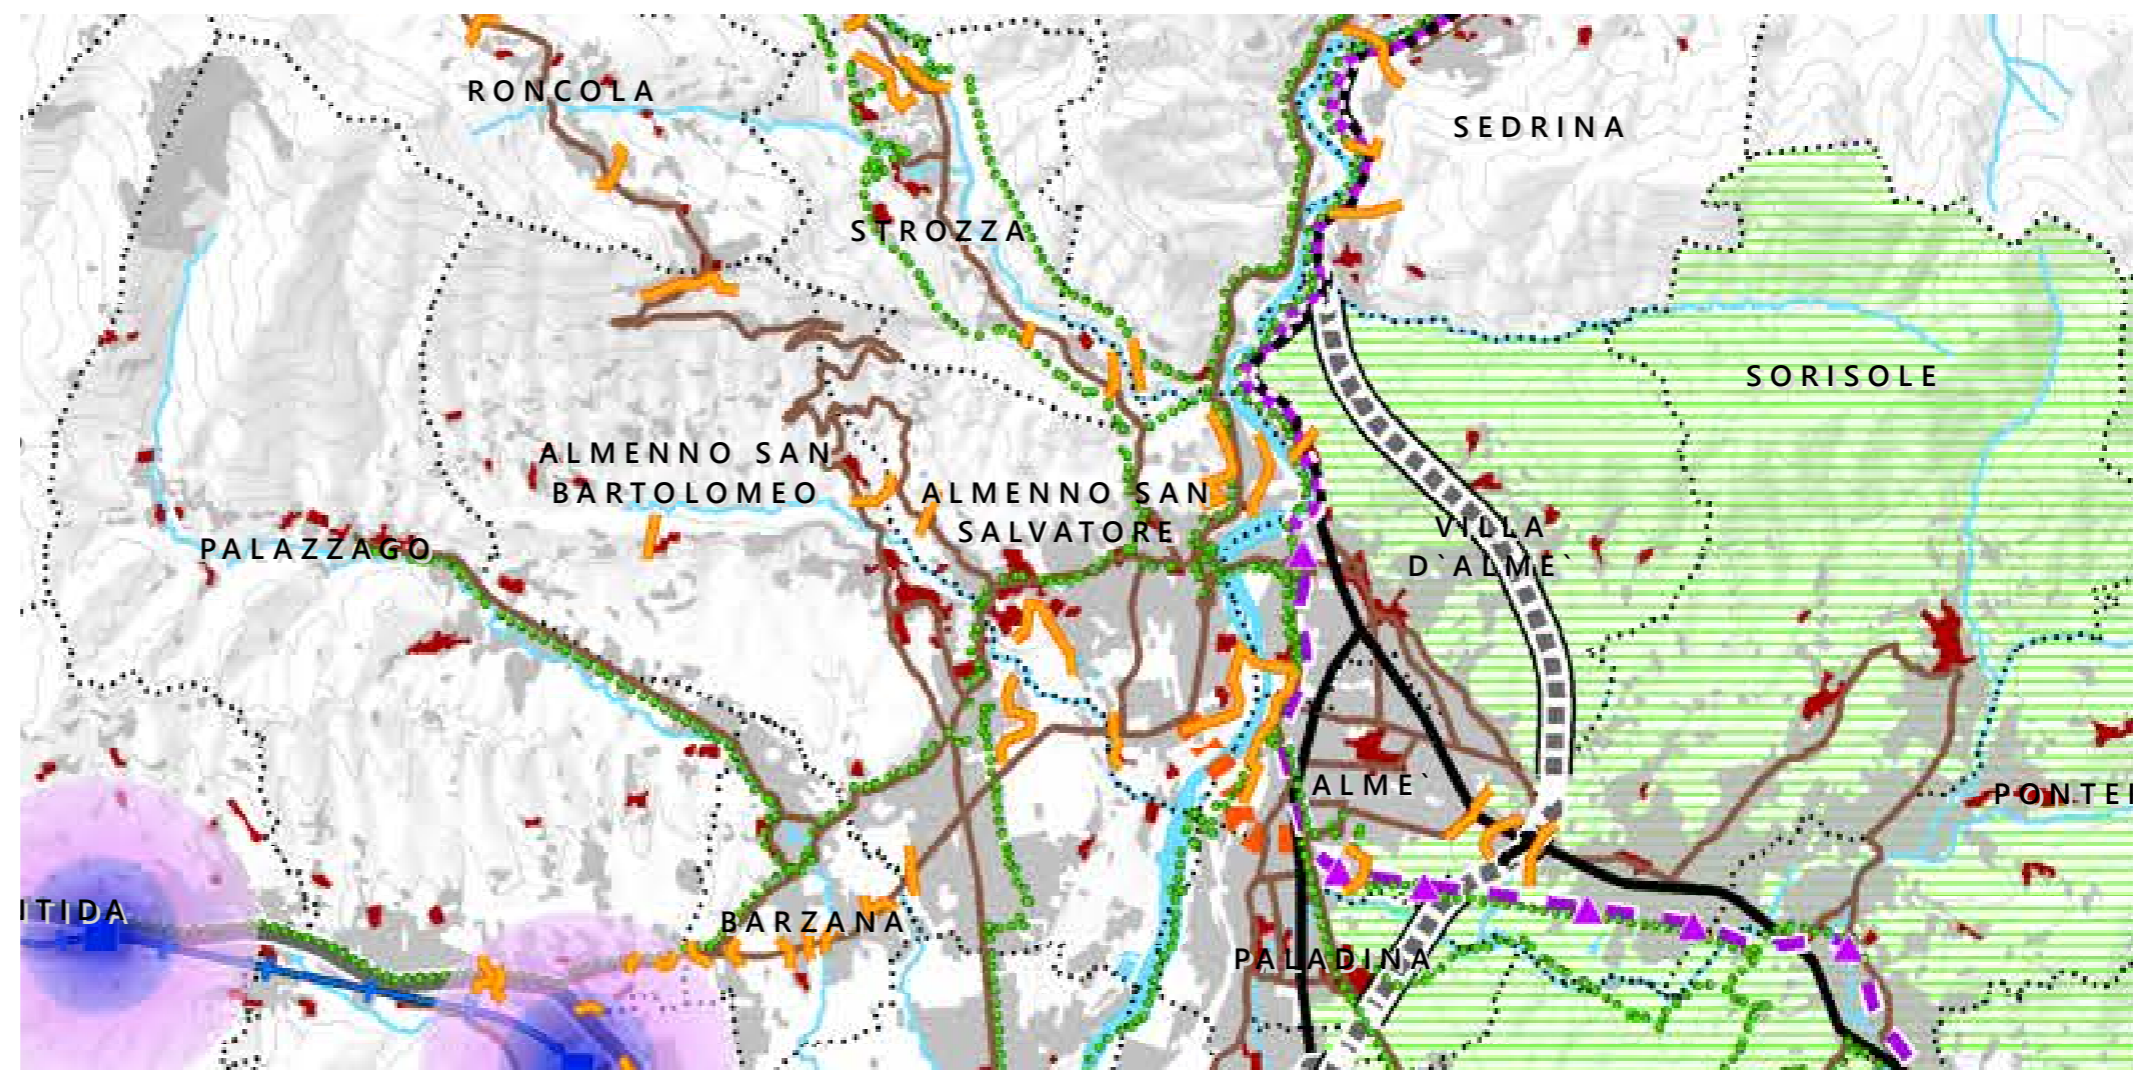 RONCOLA
SEDRINA
STROZZA
SORISOLE
ALMENNO SAN
BARTOLOMEO
ALMENNO SAN
SALVATORE
VILLA
D`ALME`
PALAZZAGO
ALME`
PONTE
ITIDA
BARZANA
PALADINA